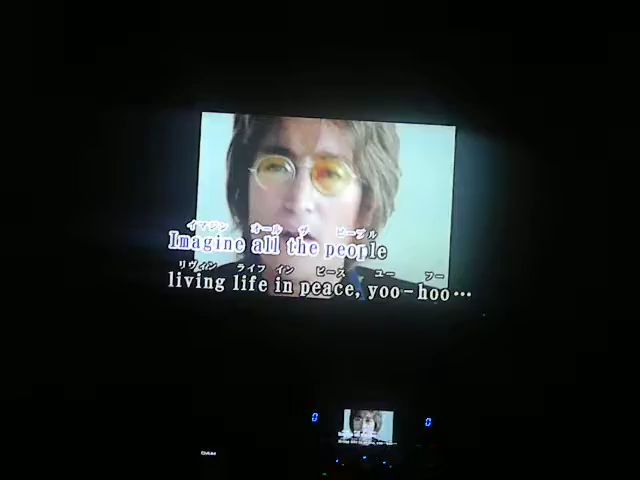 イマジン オール ザ ピープル
Imagine all the people
リヴィン ライフ イン ピース ユー フー
living life in peace, yoo-hoo…
0
0